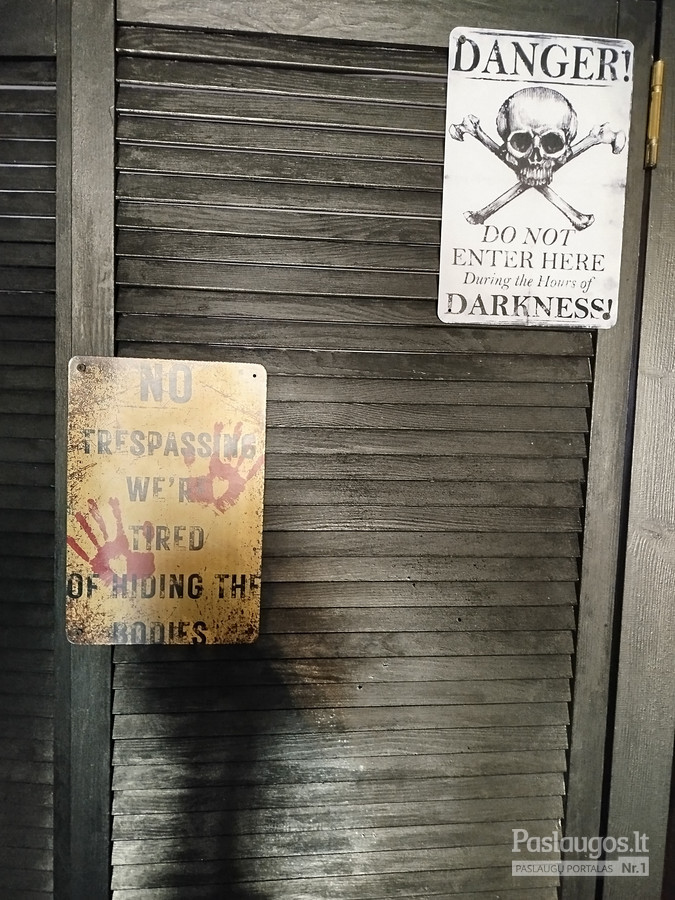 DANGER!
DO NOT
ENTER HERE
During the Hours of
DARKNESS!
NO
TRESPASSING
WE'RE
TIRED
OF HIDING THE
BODIES
Paslaugos.lt
PASLAUGŲ PORTALAS Nr.1